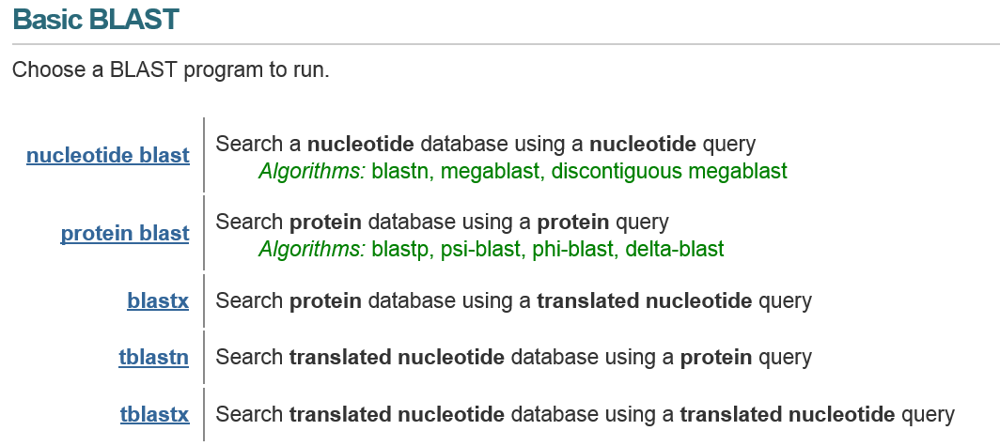 Basic BLAST
Choose a BLAST program to run.
nucleotide blast
Search a nucleotide database using a nucleotide query
Algorithms: blastn, megablast, discontiguous megablast
protein blast
Search protein database using a protein query
Algorithms: blastp, psi-blast, phi-blast, delta-blast
blastx
Search protein database using a translated nucleotide query
tblastn
Search translated nucleotide database using a protein query
tblastx
Search translated nucleotide database using a translated nucleotide query